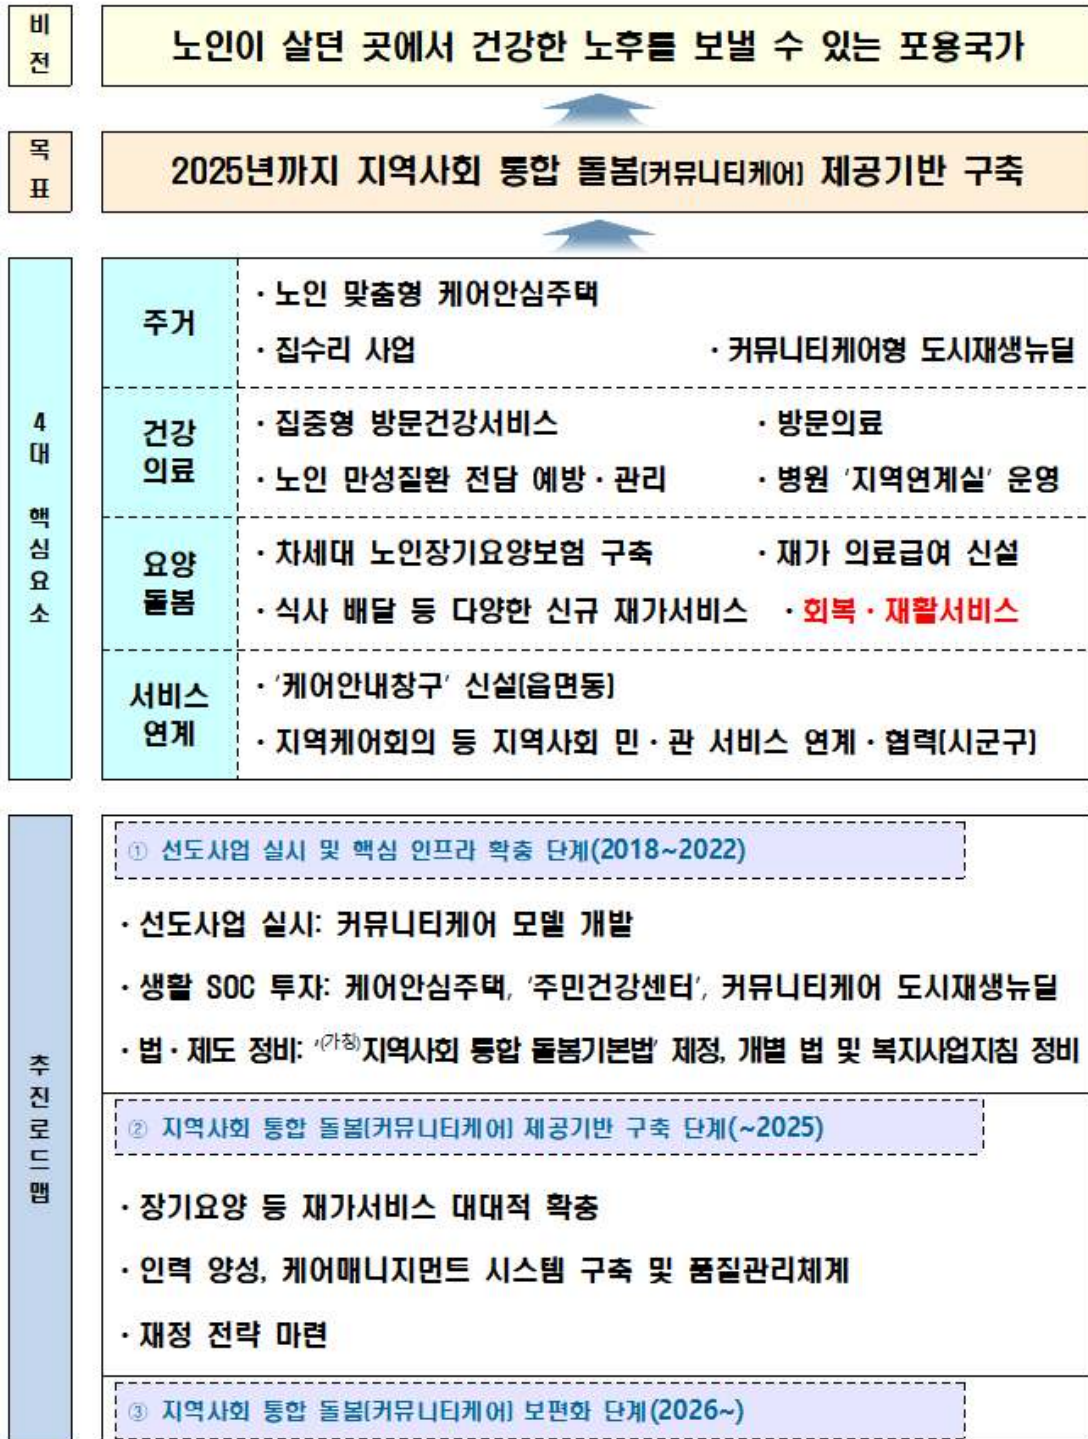 비전
노인이 살던 곳에서 건강한 노후를 보낼 수 있는 포용국가
목표
2025년까지 지역사회 통합 돌봄(커뮤니티케어) 제공기반 구축
4대 핵심요소
주거
· 노인 맞춤형 케어안심주택
· 집수리 사업 · 커뮤니티케어형 도시재생뉴딜
건강
의료
· 집중형 방문건강서비스 · 방문의료
· 노인 만성질환 전담 예방·관리 · 병원 ‘지역연계실’ 운영
요양
돌봄
· 차세대 노인장기요양보험 구축 · 재가 의료급여 신설
· 식사 배달 등 다양한 신규 재가서비스 · 회복·재활서비스
서비스
연계
· ‘케어안내창구’ 신설(읍면동)
· 지역케어회의 등 지역사회 민·관 서비스 연계·협력(시군구)
추진로드맵
① 선도사업 실시 및 핵심 인프라 확충 단계(2018~2022)
· 선도사업 실시: 커뮤니티케어 모델 개발
· 생활 SOC 투자: 케어안심주택, ‘주민건강센터’, 커뮤니티케어 도시재생뉴딜
· 법·제도 정비: ‘(가칭)지역사회 통합 돌봄기본법’ 제정, 개별 법 및 복지사업지침 정비
② 지역사회 통합 돌봄(커뮤니티케어) 제공기반 구축 단계(~2025)
· 장기요양 등 재가서비스 대대적 확충
· 인력 양성, 케어매니지먼트 시스템 구축 및 품질관리체계
· 재정 전략 마련
③ 지역사회 통합 돌봄(커뮤니티케어) 보편화 단계(2026~)